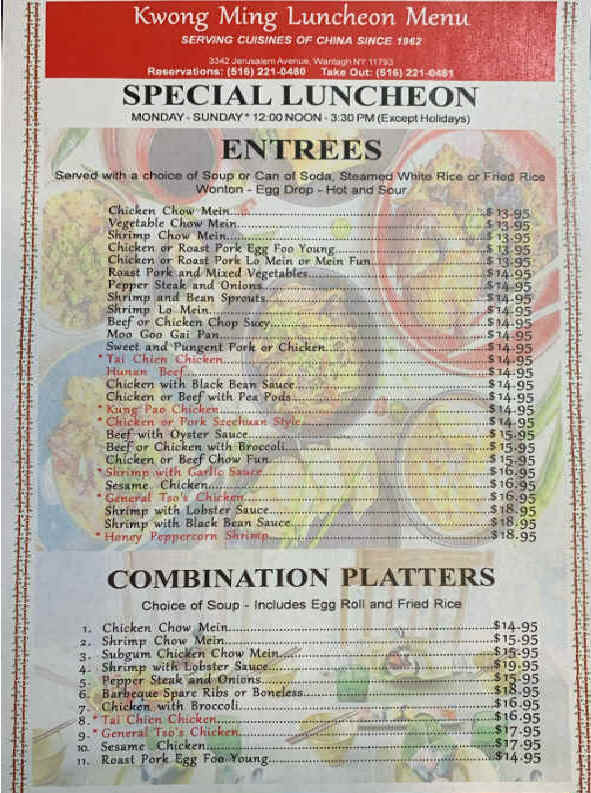 Kwong Ming Luncheon Menu
SERVING CUISINES OF CHINA SINCE 1962
3342 Jerusalem Avenue, Wantagh NY 11793
Reservations: (516) 221-0480 Take Out: (516) 221-0481
SPECIAL LUNCHEON
MONDAY - SUNDAY* 12:00 NOON - 3:30 PM (Except Holidays)
ENTREES
Served with a choice of Soup or Can of Soda, Steamed White Rice or Fried Rice
Wonton - Egg Drop - Hot and Sour
Chicken Chow Mein $13.95
Vegetable Chow Mein $13.95
Shrimp Chow Mein $13.95
Chicken or Roast Pork Egg Foo Young $13.95
Chicken or Roast Pork Lo Mein or Mein Fun $13.95
Roast Pork and Mixed Vegetables $14.95
Pepper Steak and Onions $14.95
Shrimp and Bean Sprouts $14.95
Shrimp Lo Mein $14.95
Beef or Chicken Chop Suey $14.95
Moo Goo Gai Pan $14.95
Sweet and Pungent Pork or Chicken $14.95
* Tai Chien Chicken $14.95
Hunan Beef $14.95
Chicken with Black Bean Sauce $14.95
Chicken or Beef with Pea Pods $14.95
* Kung Pao Chicken $14.95
* Chicken or Pork Szechuan Style $14.95
Beef with Oyster Sauce $15.95
Beef or Chicken with Broccoli $15.95
Chicken or Beef Chow Fun $15.95
* Shrimp with Garlic Sauce $16.95
Sesame Chicken $16.95
* General Tso's Chicken $16.95
Shrimp with Lobster Sauce $18.95
Shrimp with Black Bean Sauce $18.95
* Honey Peppercorn Shrimp $18.95
COMBINATION PLATTERS
Choice of Soup - Includes Egg Roll and Fried Rice
1. Chicken Chow Mein $14.95
2. Shrimp Chow Mein $15.95
3. Subgum Chicken Chow Mein $15.95
4. Shrimp with Lobster Sauce $19.95
5. Pepper Steak and Onions $15.95
6. Barbeque Spare Ribs or Boneless $18.95
7. Chicken with Broccoli $16.95
8. * Tai Chien Chicken $16.95
9. * General Tso's Chicken $17.95
10. Sesame Chicken $17.95
11. Roast Pork Egg Foo Young $14.95